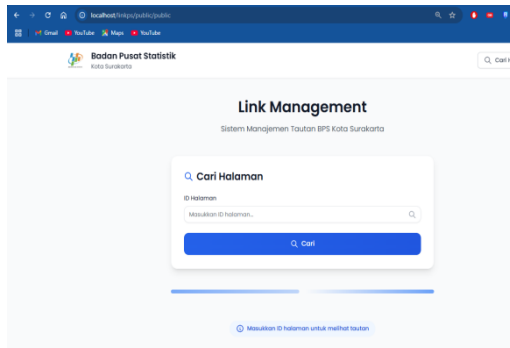 localhost/linkps/public/public
Gmail YouTube Maps YouTube
Badan Pusat Statistik
Kota Surakarta
Cari H
Link Management
Sistem Manajemen Tautan BPS Kota Surakarta
Cari Halaman
ID Halaman
Masukkan ID halaman...
Cari
Masukkan ID halaman untuk melihat tautan